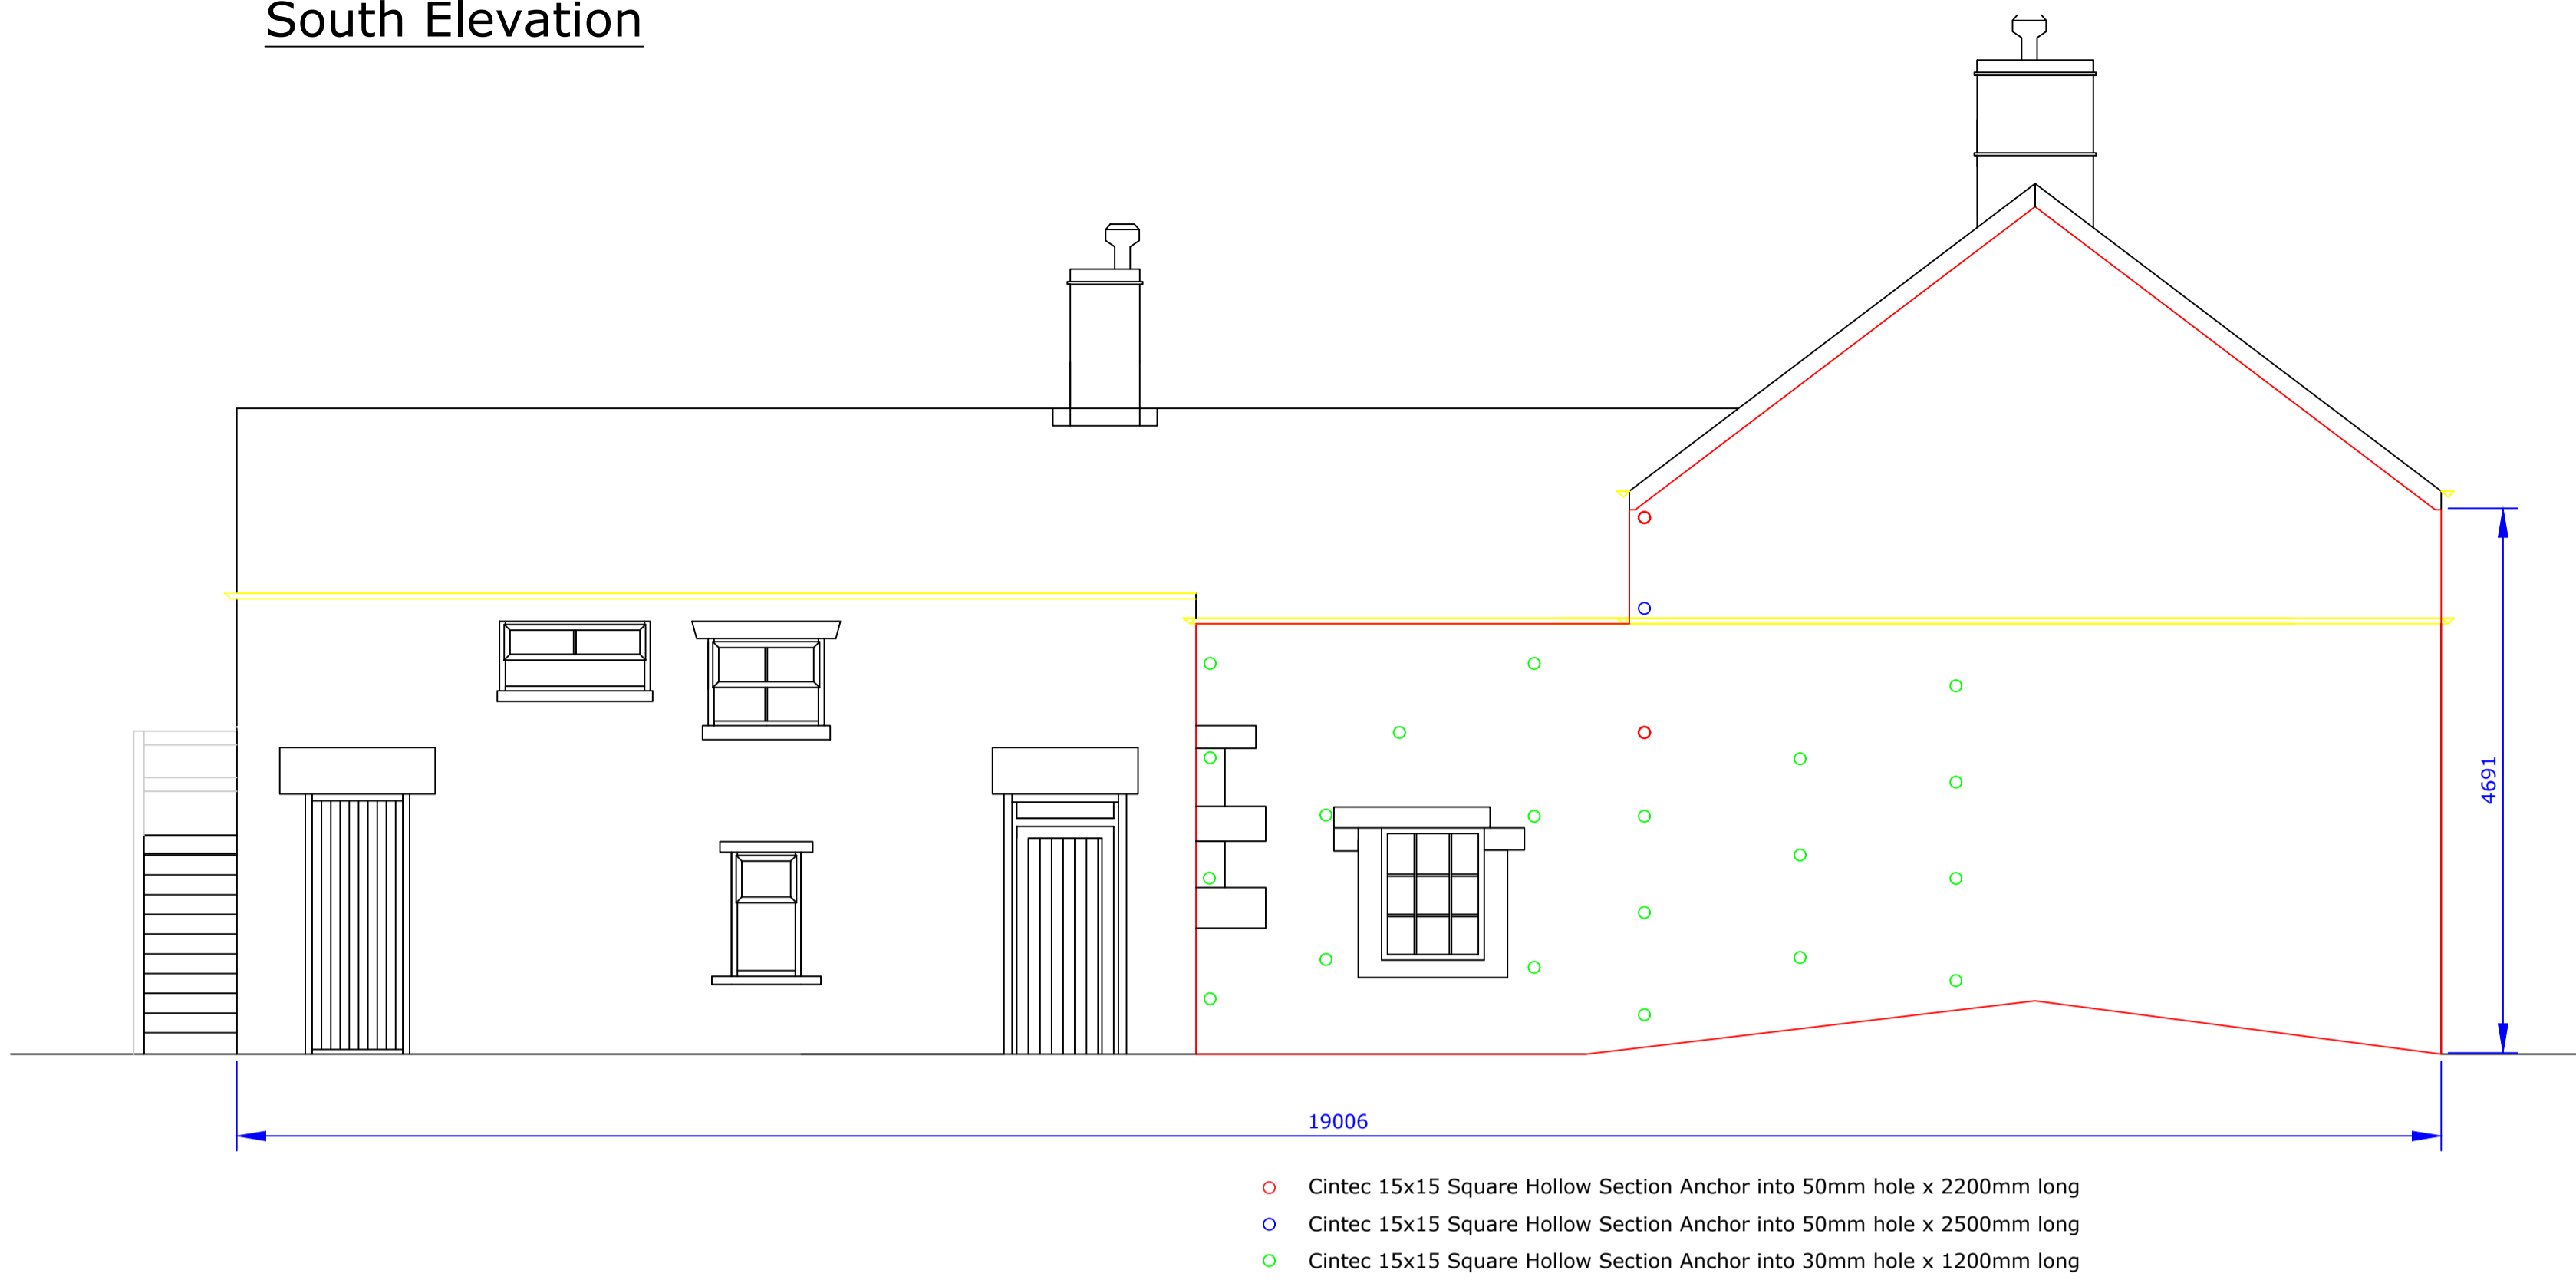 South Elevation
4691
19006
Cintec 15x15 Square Hollow Section Anchor into 50mm hole x 2200mm long
Cintec 15x15 Square Hollow Section Anchor into 50mm hole x 2500mm long
Cintec 15x15 Square Hollow Section Anchor into 30mm hole x 1200mm long